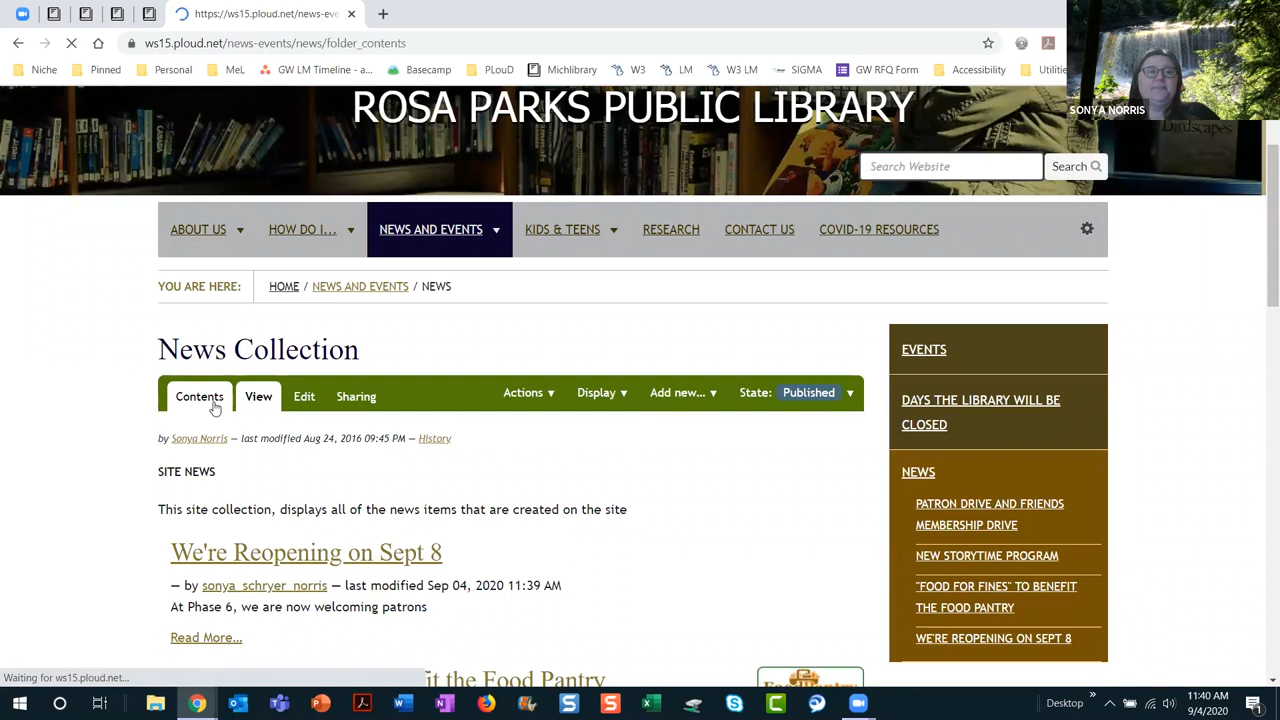 https://ws15.ploud.net/news-eve
ws15.ploud.net/news-events/news/folder_contents
Niche Pinned Personal MeL GW LM Timeline - a... Basecamp PLouD Michlibrary W3 LM W3 LM SIGMA GW RFQ Form Accessibility Utilitie
SONYA NORRIS
ROSA PARKS PUBLIC LIBRARY
Search Website Search
ABOUT US HOW DO I... NEWS AND EVENTS KIDS & TEENS RESEARCH CONTACT US COVID-19 RESOURCES
YOU ARE HERE: HOME / NEWS AND EVENTS / NEWS
News Collection
Contents View Edit Sharing Actions Display Add new... State: Published
by Sonya Norris — last modified Aug 24, 2016 09:45 PM — History
SITE NEWS
This site collection, displays all of the news items that are created on the site
We're Reopening on Sept 8
— by sonya_schryer_norris — last modified Sep 04, 2020 11:39 AM
At Phase 6, we are now welcoming patrons
Read More...
it the Food Pantry
EVENTS
DAYS THE LIBRARY WILL BE
CLOSED
NEWS
PATRON DRIVE AND FRIENDS
MEMBERSHIP DRIVE
NEW STORYTIME PROGRAM
"FOOD FOR FINES" TO BENEFIT
THE FOOD PANTRY
WE'RE REOPENING ON SEPT 8
Waiting for ws15.ploud.net...
Desktop
11:40 AM
9/4/2020